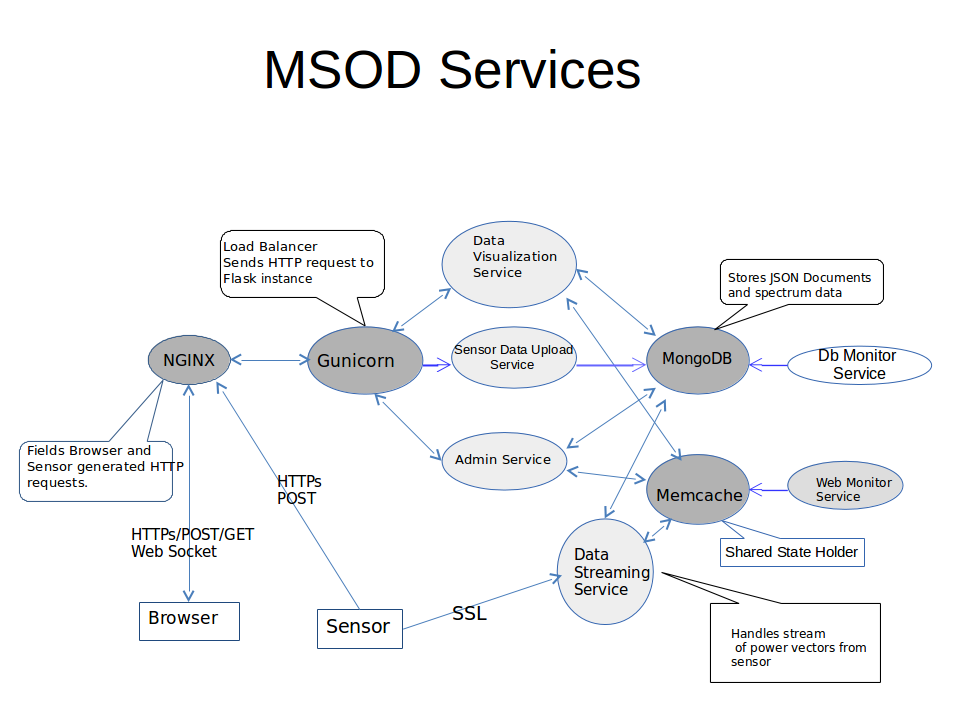 MSOD Services
Load Balancer
Sends HTTP request to
Flask instance
Data
Visualization
Service
Stores JSON Documents
and spectrum data
NGINX
Gunicorn
Sensor Data Upload
Service
MongoDB
Db Monitor
Service
Fields Browser and
Sensor generated HTTP
requests.
Admin Service
HTTPs
POST
Memcache
Web Monitor
Service
HTTPs/POST/GET
Web Socket
Shared State Holder
Data
Streaming
Service
Browser
Sensor
SSL
Handles stream
of power vectors from
sensor